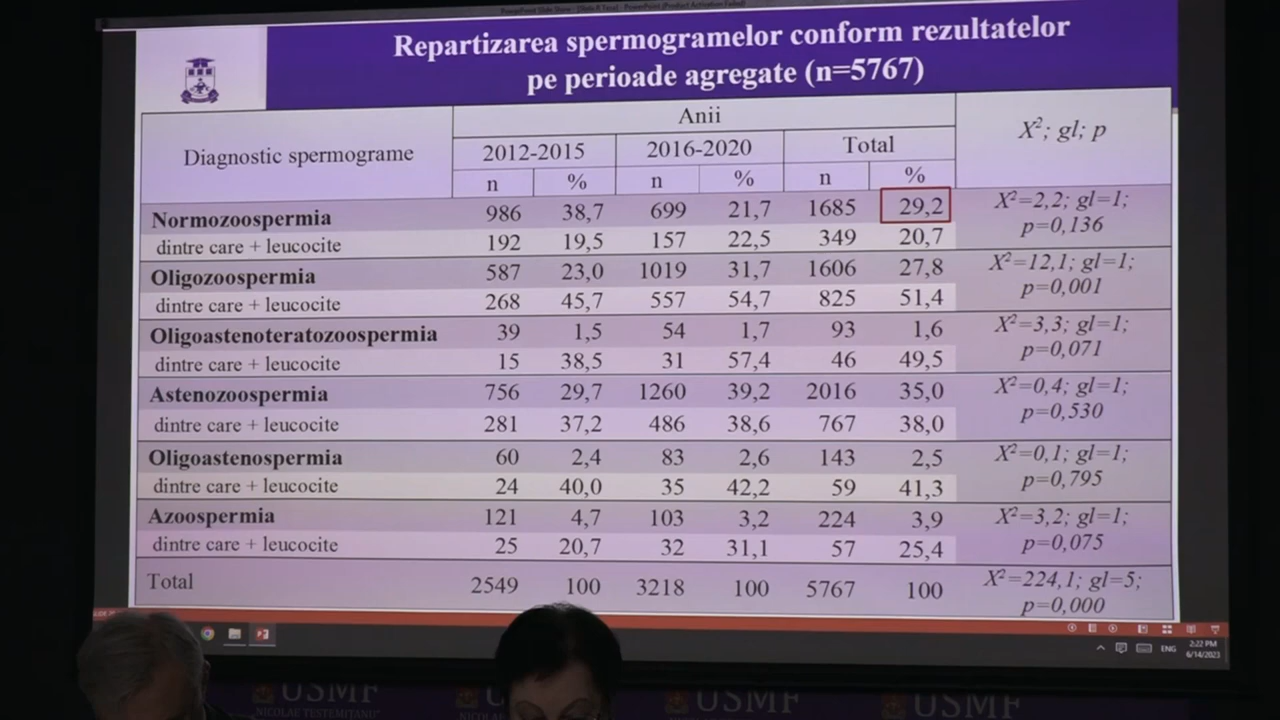 Repartizarea spermogramelor conform rezultatelor
pe perioade agregate (n=5767)
Diagnostic spermograme
Anii
X²; gl; p
2012-2015 2016-2020 Total
n % n % n %
Normozoospermia 986 38,7 699 21,7 1685 29,2 X²=2,2; gl=1;
dintre care + leucocite 192 19,5 157 22,5 349 20,7 p=0,136
Oligozoospermia 587 23,0 1019 31,7 1606 27,8 X²=12,1; gl=1;
dintre care + leucocite 268 45,7 557 54,7 825 51,4 p=0,001
Oligoastenoteratozoospermia 39 1,5 54 1,7 93 1,6 X²=3,3; gl=1;
dintre care + leucocite 15 38,5 31 57,4 46 49,5 p=0,071
Astenozoospermia 756 29,7 1260 39,2 2016 35,0 X²=0,4; gl=1;
dintre care + leucocite 281 37,2 486 38,6 767 38,0 p=0,530
Oligoastenospermia 60 2,4 83 2,6 143 2,5 X²=0,1; gl=1;
dintre care + leucocite 24 40,0 35 42,2 59 41,3 p=0,795
Azoospermia 121 4,7 103 3,2 224 3,9 X²=3,2; gl=1;
dintre care + leucocite 25 20,7 32 31,1 57 25,4 p=0,075
Total 2549 100 3218 100 5767 100 X²=224,1; gl=5;
p=0,000
ENG 2:22 PM
6/14/2023
USMF USMF USMF
NICOLAE TESTEMIȚANU